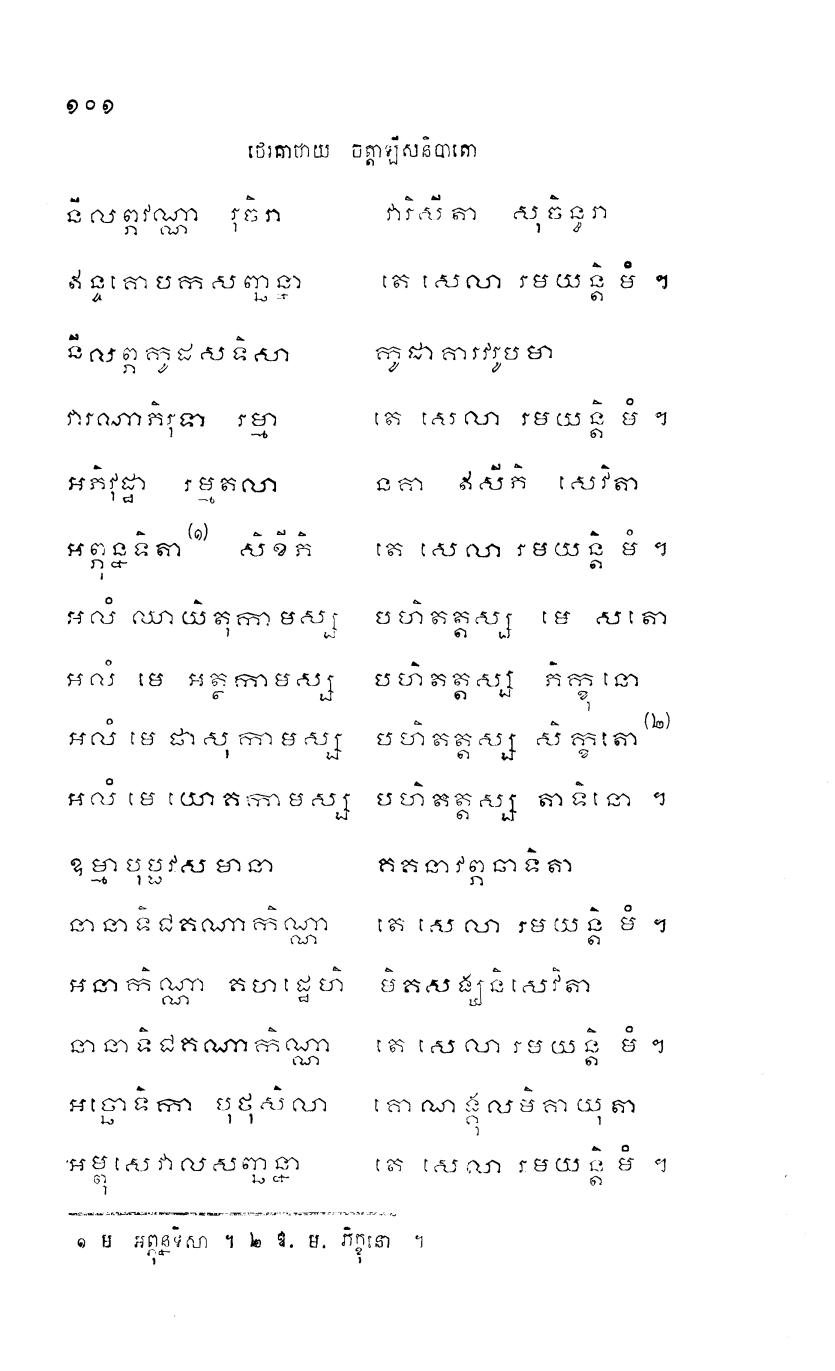 ១០១
ថេរគាថាយ ចត្តាឡីសនិបាតោ
នីលព្ភវណ្ណា រុចិរា វារិសីតា សុចិន្ធរា
ឥន្ទគោបកសញ្ឆន្នា តេ សេលា រមយន្តិ មំ ។
នីលព្ភកូដសទិសា កូដាគារវរូបមា
វារណាភិរុទា រម្មា តេ សេលា រមយន្តិ មំ ។
អភិវុដ្ឋា រម្មតលា នគា ឥសីភិ សេវិតា
អព្ភុន្នទិតា(១) សិខីភិ តេ សេលា រមយន្តិ មំ ។
អលំ ឈាយិតុកាមស្ស បហិតត្តស្ស មេ សតោ
អលំ មេ អត្ថកាមស្ស បហិតត្តស្ស ភិក្ខុនោ
អលំ មេ ផាសុកាមស្ស បហិតត្តស្ស សិក្ខតោ(២)
អលំ មេ យោគកាមស្ស បហិតត្តស្ស តាទិនោ ។
ឧម្មាបុប្ផវសមានា គគនាវព្ភឆាទិតា
នានាទិជគណាកិណ្ណា តេ សេលា រមយន្តិ មំ ។
អនាកិណ្ណា គហដ្ឋេហិ មិគសង្ឃនិសេវិតា
នានាទិជគណាកិណ្ណា តេ សេលា រមយន្តិ មំ ។
អច្ឆោទិកា បុថុសិលា គោណង្គុលមិគាយុតា
អម្ពុសេវាលសញ្ឆន្នា តេ សេលា រមយន្តិ មំ ។
១ ម អព្ភុន្នទិសា ។ ២ ឱ. ម. ភិក្ខុនោ ។